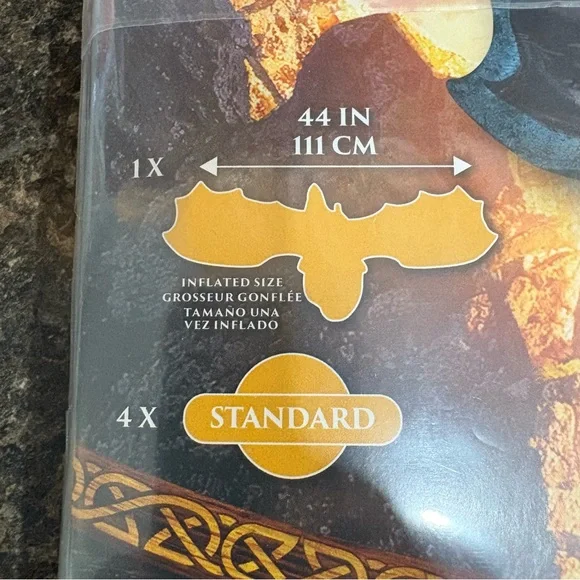 44 IN
111 CM
1X
INFLATED SIZE
GROSSEUR GONFLÉE
TAMAÑO UNA
VEZ INFLADO
4 X
STANDARD